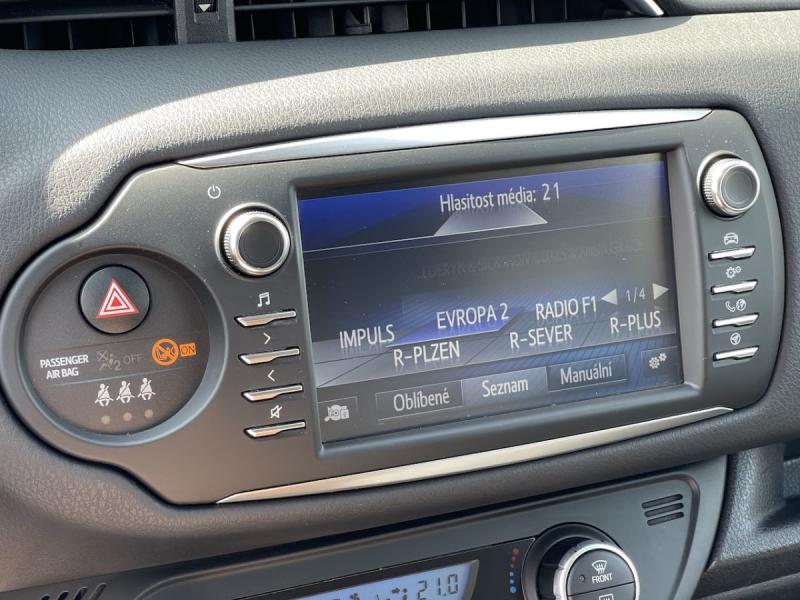 Hlasitost média: 21
IMPULS EVROPA 2 RADIO F1 1/4
R-PLZEN R-SEVER R-PLUS
Oblíbené Seznam Manuální
PASSENGER
AIR BAG
2 OFF
ON
21.0
FRONT